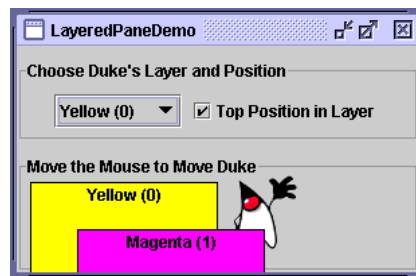 LayeredPaneDemo
Choose Duke's Layer and Position
Yellow (0) Top Position in Layer
Move the Mouse to Move Duke
Yellow (0)
Magenta (1)